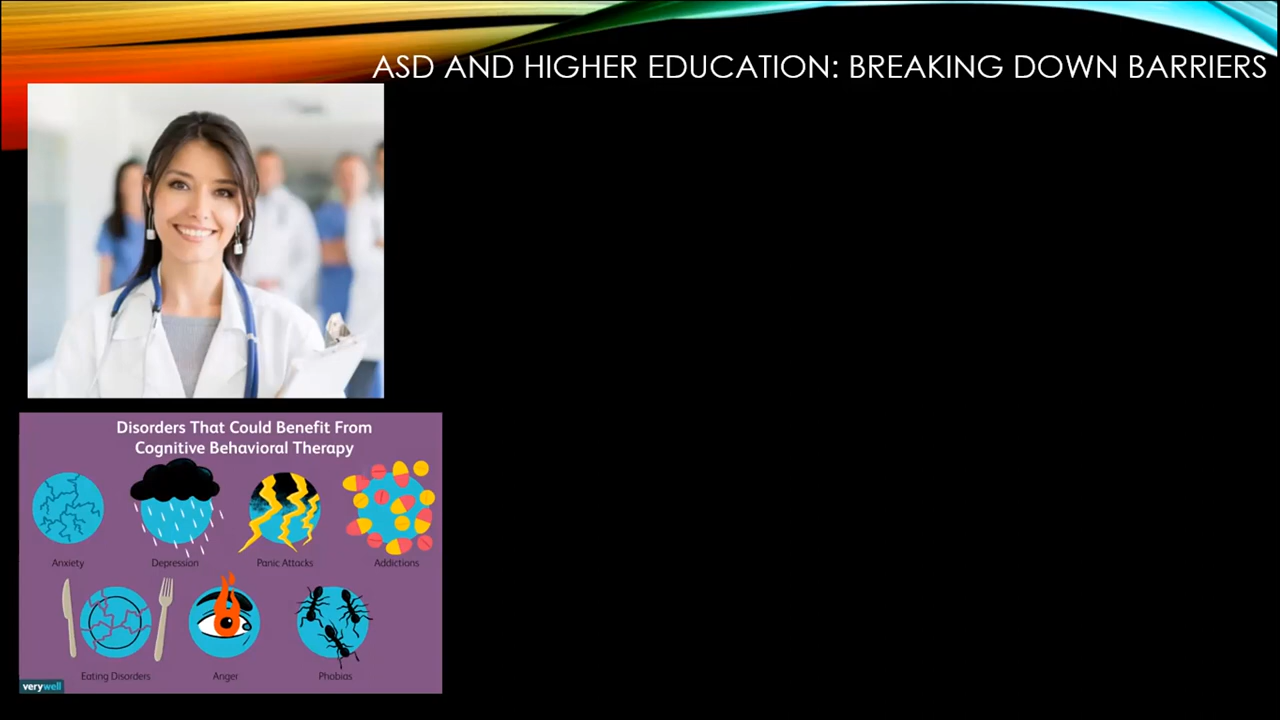 ASD AND HIGHER EDUCATION: BREAKING DOWN BARRIERS
Disorders That Could Benefit From
Cognitive Behavioral Therapy
Anxiety
Depression
Panic Attacks
Addictions
Eating Disorders
Anger
Phobias
verywell